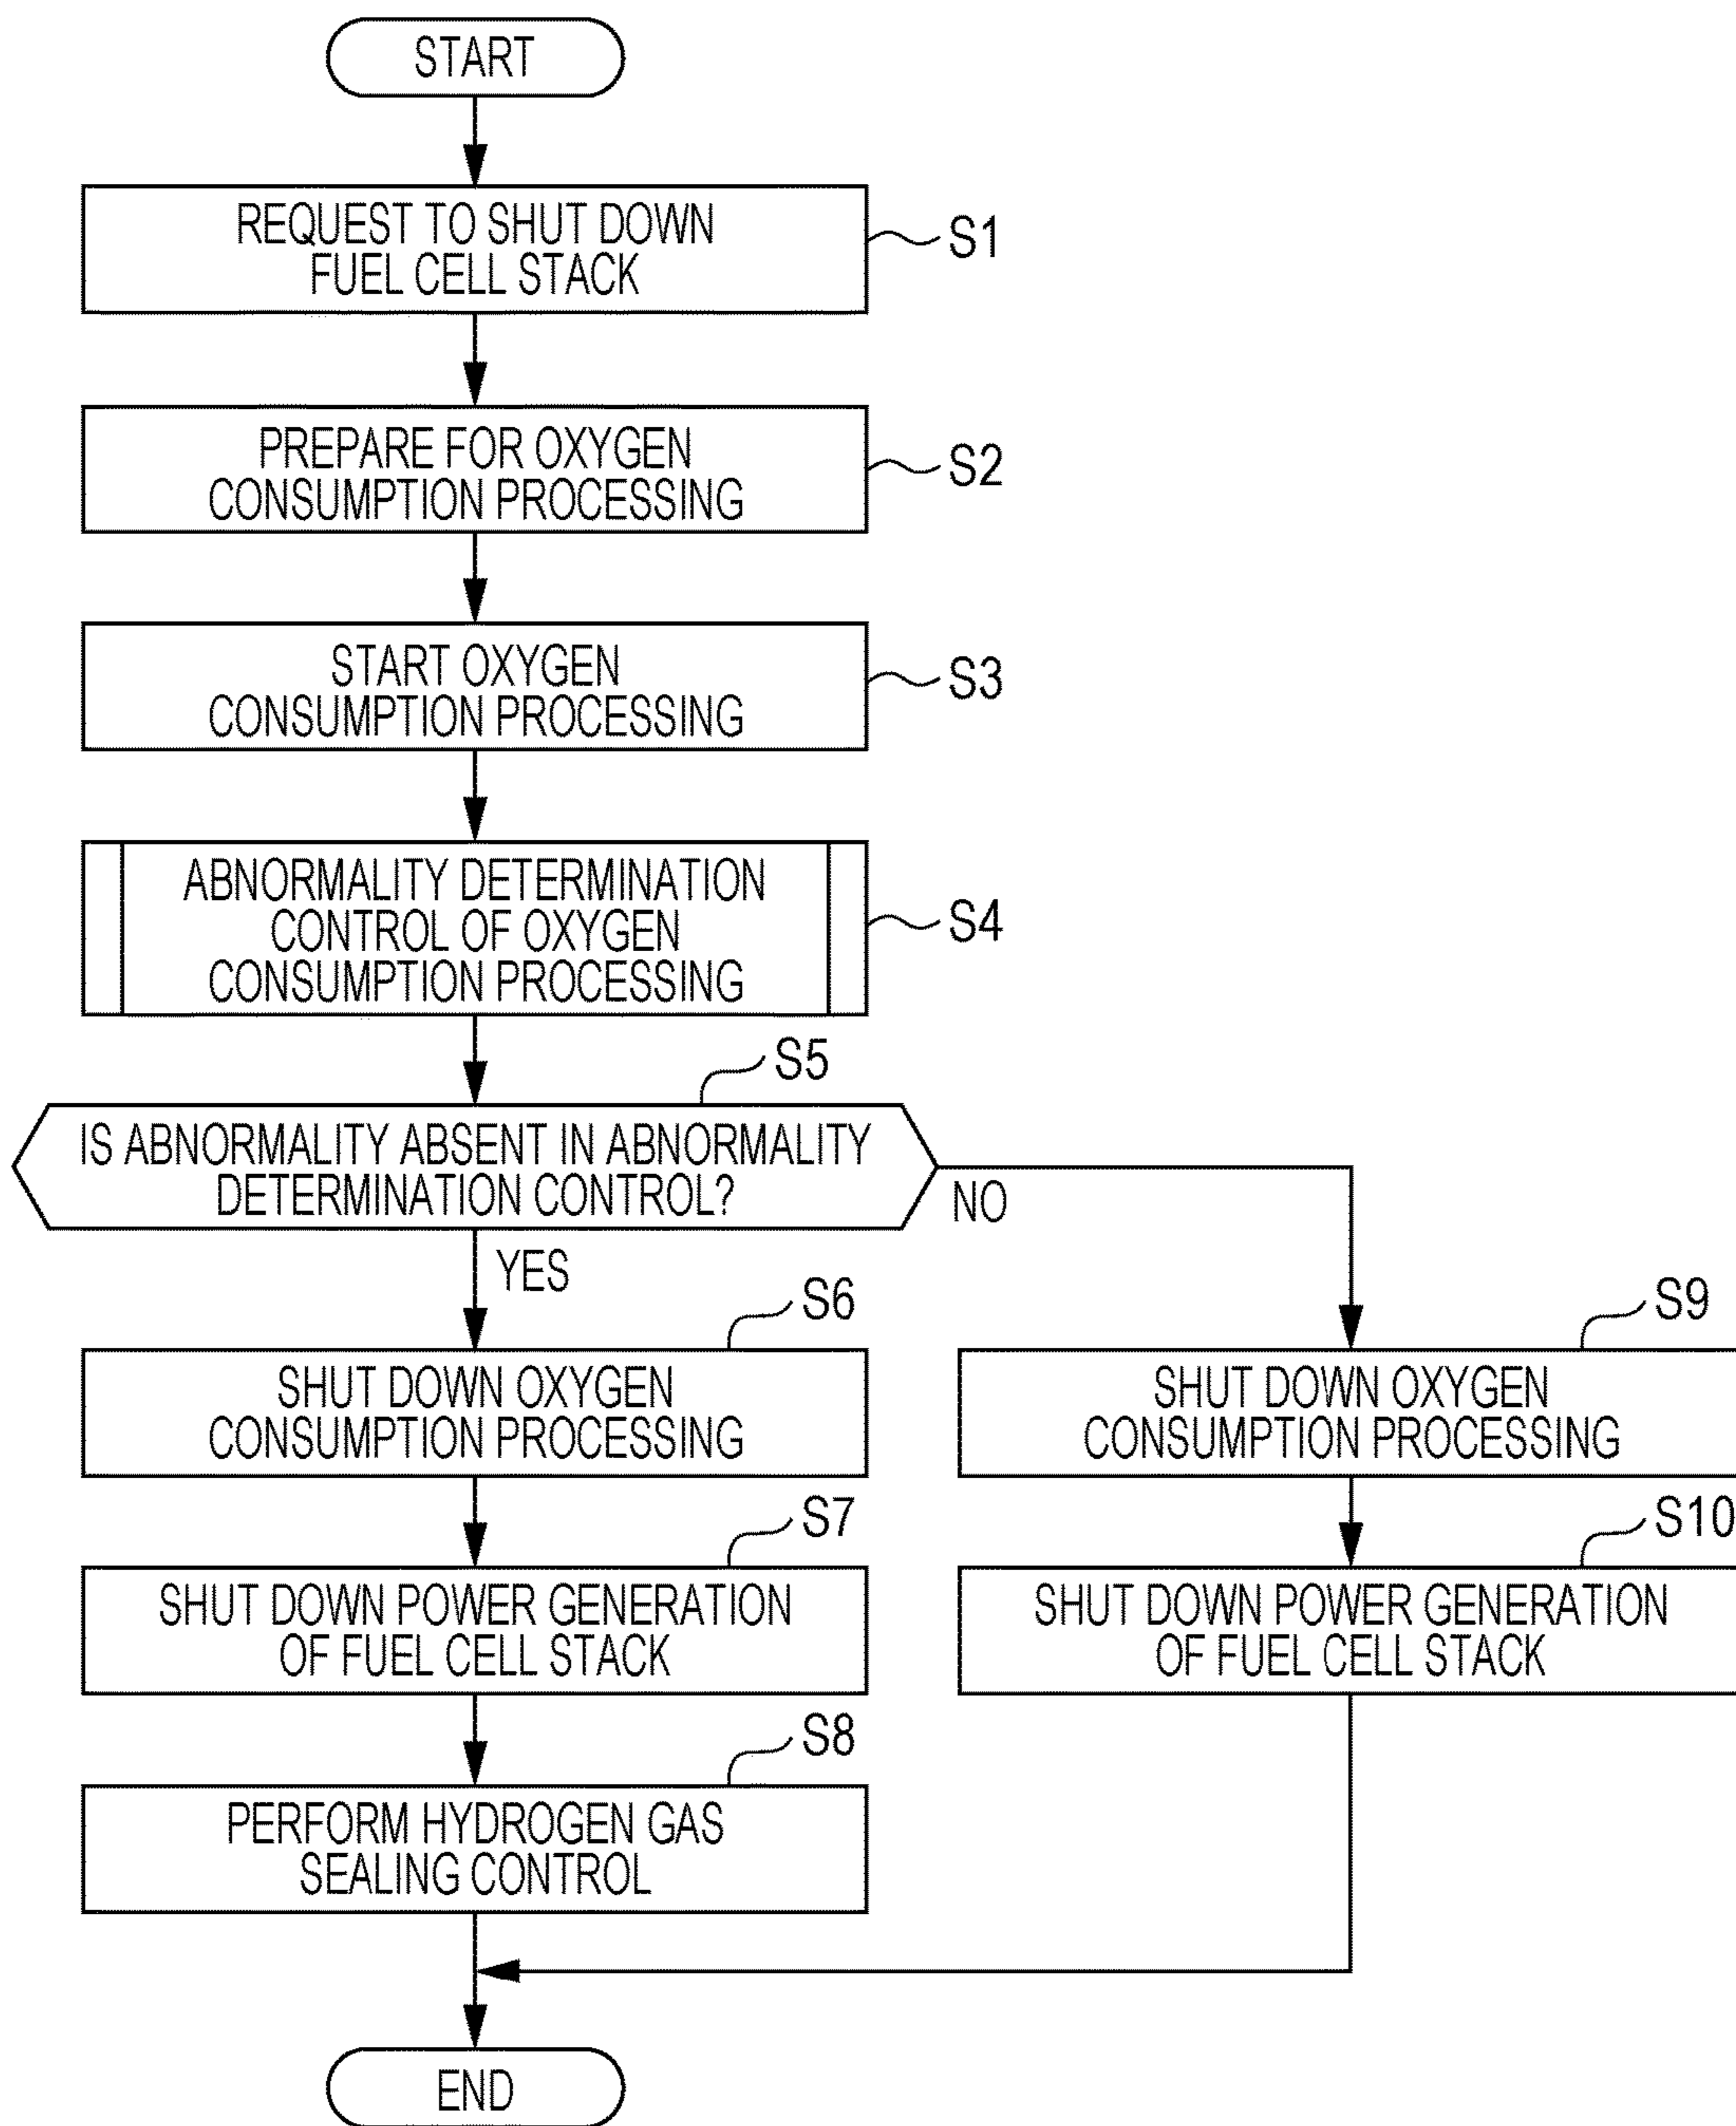 START
REQUEST TO SHUT DOWN
FUEL CELL STACK
S1
PREPARE FOR OXYGEN
CONSUMPTION PROCESSING
S2
START OXYGEN
CONSUMPTION PROCESSING
S3
ABNORMALITY DETERMINATION
CONTROL OF OXYGEN
CONSUMPTION PROCESSING
S4
S5
IS ABNORMALITY ABSENT IN ABNORMALITY
DETERMINATION CONTROL?
NO
YES
S6
SHUT DOWN OXYGEN
CONSUMPTION PROCESSING
S7
SHUT DOWN POWER GENERATION
OF FUEL CELL STACK
S8
PERFORM HYDROGEN GAS
SEALING CONTROL
S9
SHUT DOWN OXYGEN
CONSUMPTION PROCESSING
S10
SHUT DOWN POWER GENERATION
OF FUEL CELL STACK
END